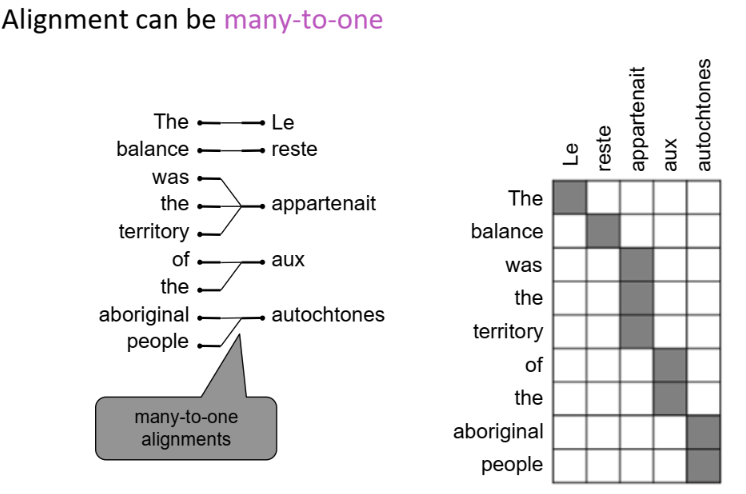 Alignment can be many-to-one
The Le
balance reste
was
the appartenait
territory
of aux
the
aboriginal autochtones
people
many-to-one
alignments
Le reste appartenait aux autochtones
The
balance
was
the
territory
of
the
aboriginal
people